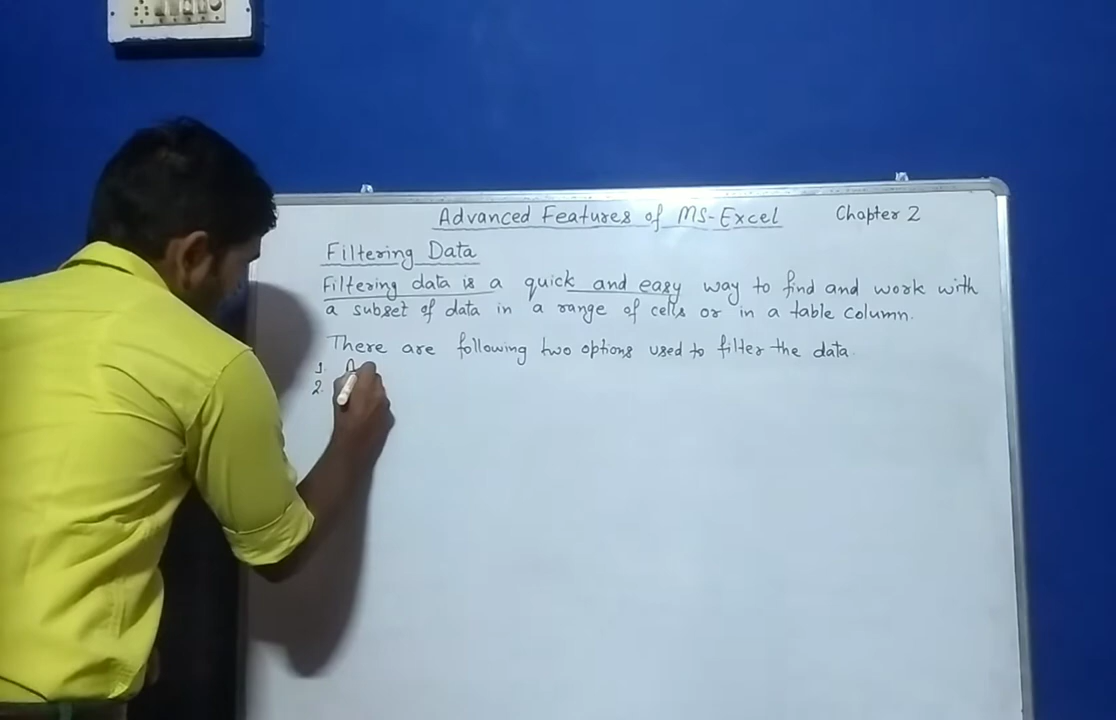 Advanced Features of MS-Excel Chapter 2
Filtering Data
Filtering data is a quick and easy way to find and work with
a subset of data in a range of cells or in a table column.
There are following two options used to filter the data.
1. A
2.